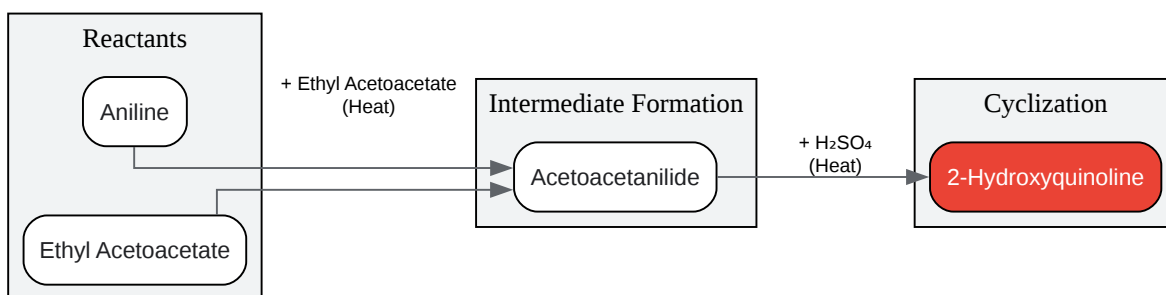 Reactants
Aniline
Ethyl Acetoacetate
+ Ethyl Acetoacetate
(Heat)
Intermediate Formation
Acetoacetanilide
+ H₂SO₄
(Heat)
Cyclization
2-Hydroxyquinoline